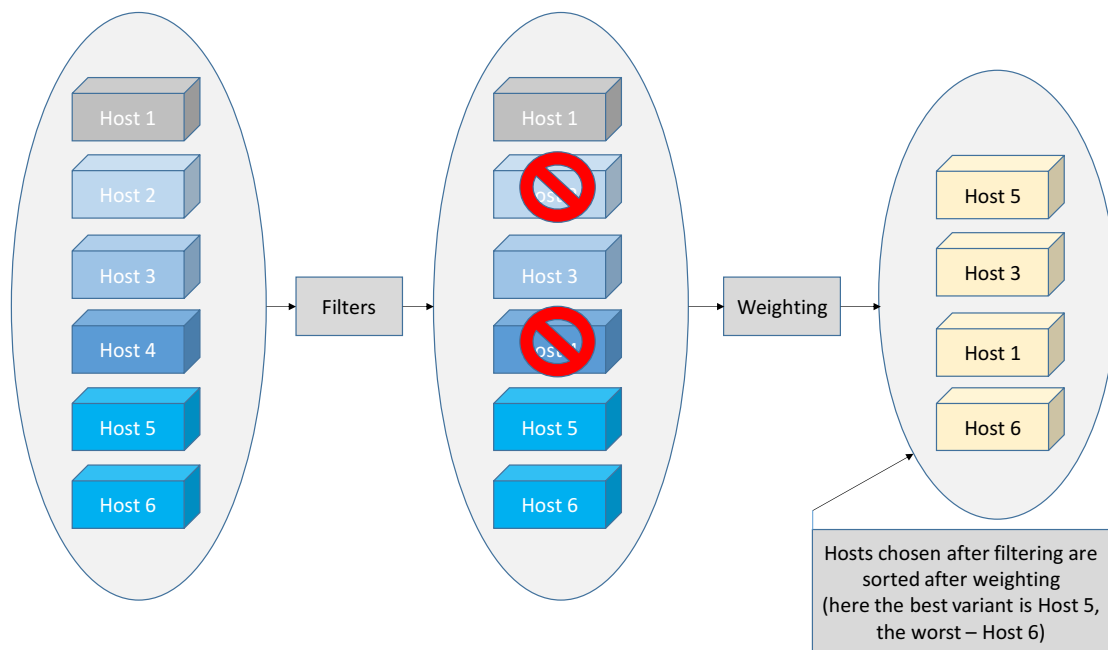 Host 1
Host 2
Host 3
Host 4
Host 5
Host 6
Filters
Host 1
Host 3
Host 5
Host 6
Weighting
Host 5
Host 3
Host 1
Host 6
Hosts chosen after filtering are
sorted after weighting
(here the best variant is Host 5,
the worst – Host 6)